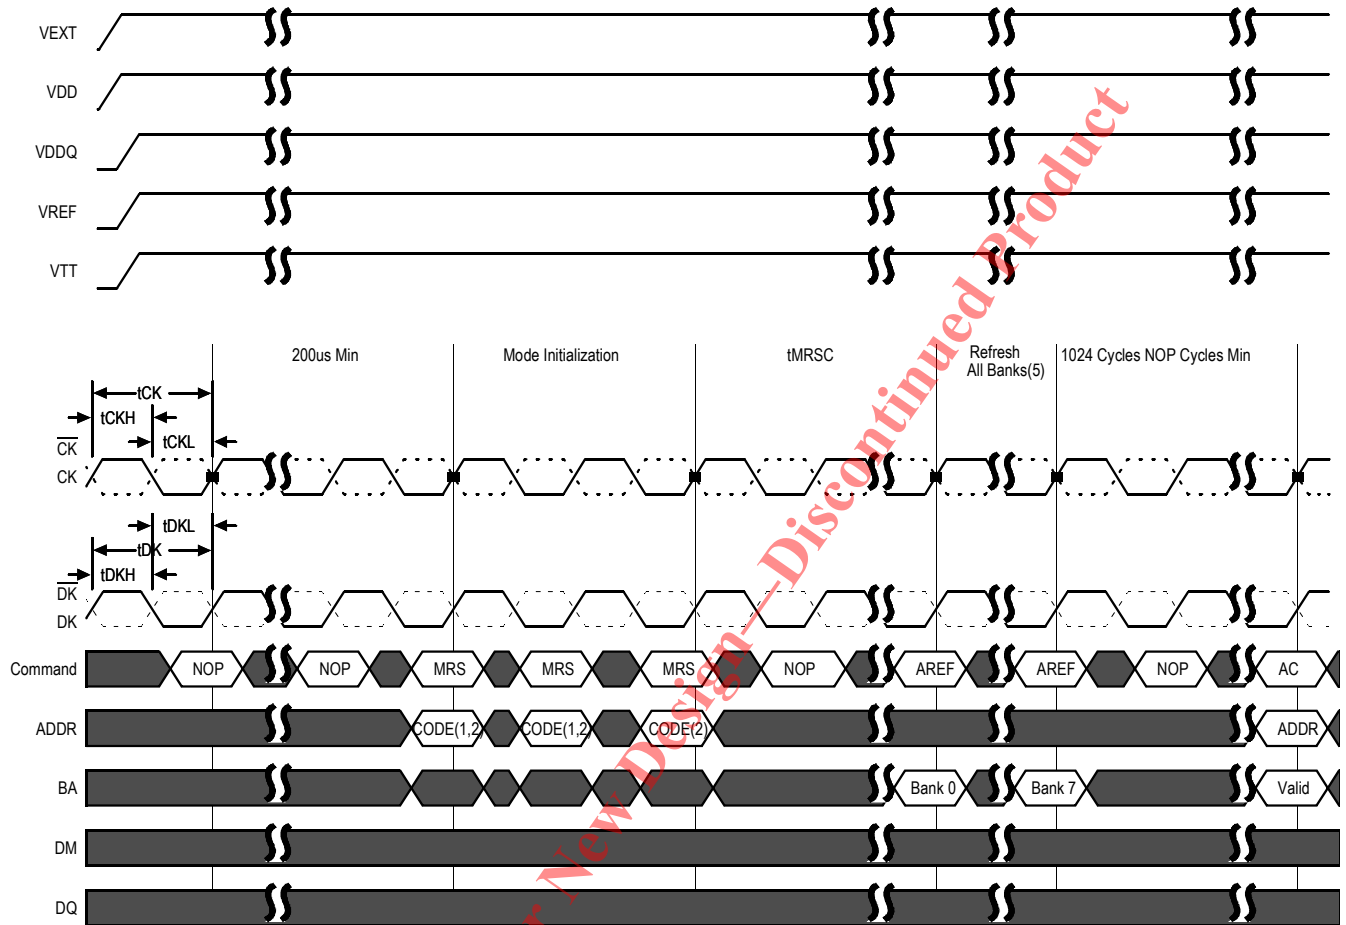 VEXT
VDD
VDDQ
VREF
VTT
200us Min
Mode Initialization
tMRSC
Refresh
All Banks(5)
1024 Cycles NOP Cycles Min
tCK
tCKH
tCKL
CK
CK
tDKL
tDK
tDKH
DK
DK
Command NOP NOP MRS MRS MRS NOP AREF AREF NOP AC
ADDR CODE(1,2) CODE(1,2) CODE(2) ADDR
BA Bank 0 Bank 7 Valid
DM
DQ
r New Design—Discontinued Product